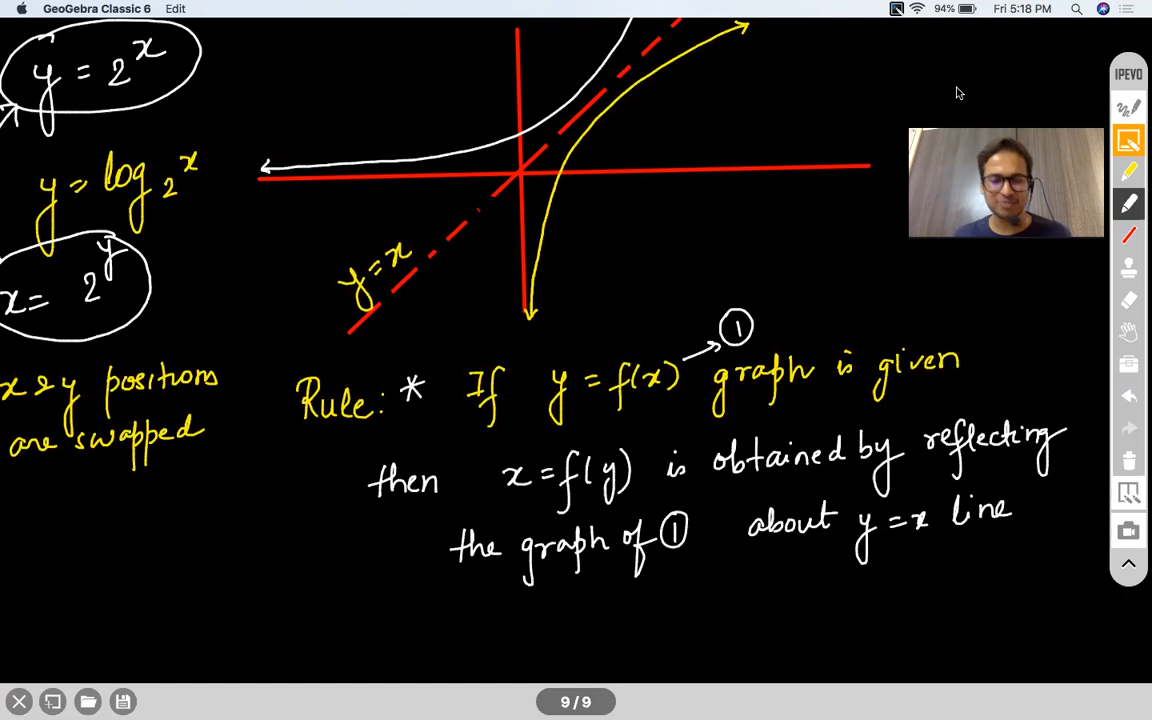 GeoGebra Classic 6 Edit
94% Fri 5:18 PM
IPEVO
y = 2^x
y = log_2 x
x = 2^y
x & y positions
are swapped
y = x
Rule: * If y = f(x) → ① graph is given
then x = f(y) is obtained by reflecting
the graph of ① about y = x line
9 / 9